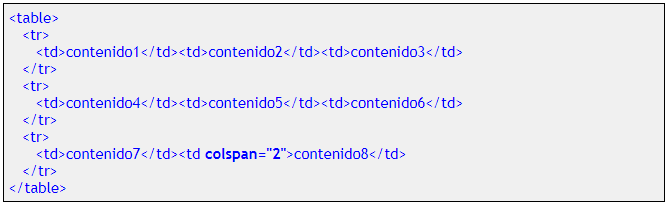 <table>
<tr>
<td>contenido1</td><td>contenido2</td><td>contenido3</td>
</tr>
<tr>
<td>contenido4</td><td>contenido5</td><td>contenido6</td>
</tr>
<tr>
<td>contenido7</td><td colspan="2">contenido8</td>
</tr>
</table>